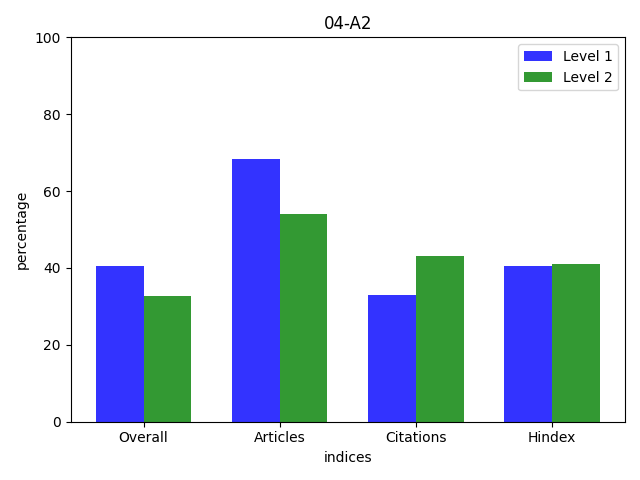 04-A2
100
80
60
40
20
0
percentage
Level 1
Level 2
Overall Articles Citations Hindex
indices